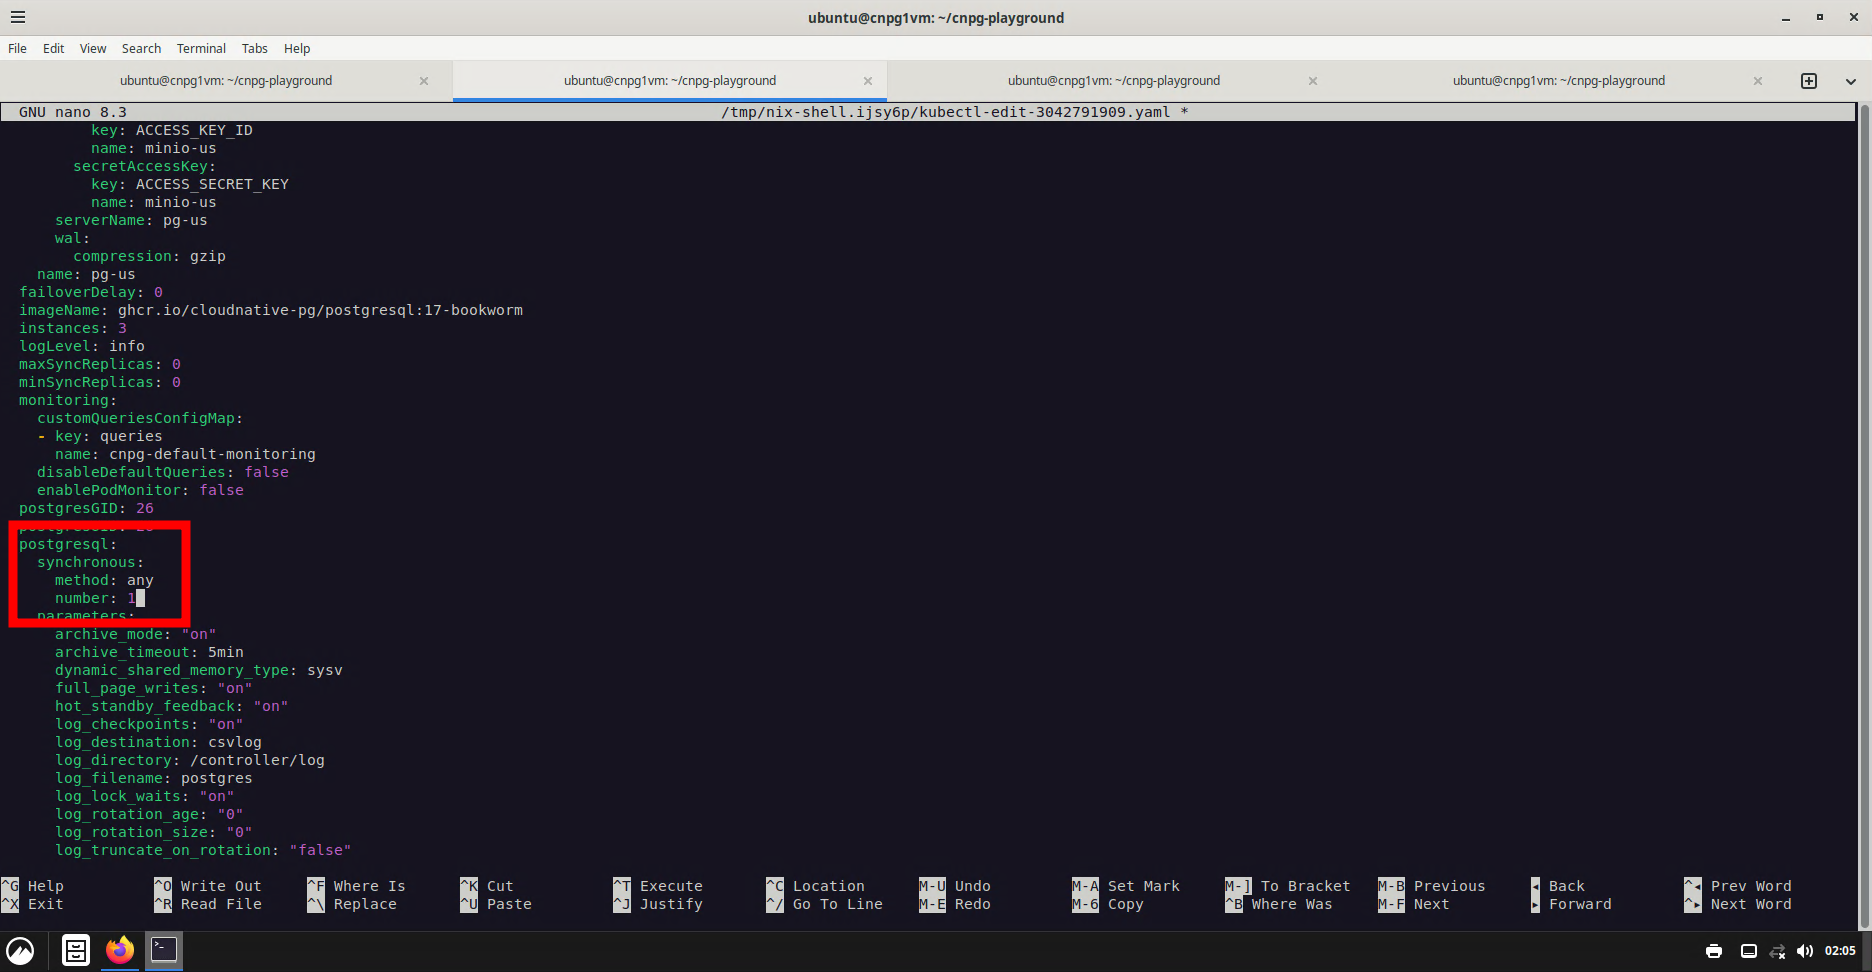 ubuntu@cnpg1vm: ~/cnpg-playground
File Edit View Search Terminal Tabs Help
ubuntu@cnpg1vm: ~/cnpg-playground ubuntu@cnpg1vm: ~/cnpg-playground ubuntu@cnpg1vm: ~/cnpg-playground ubuntu@cnpg1vm: ~/cnpg-playground
GNU nano 8.3 /tmp/nix-shell.ijsy6p/kubectl-edit-3042791909.yaml *
key: ACCESS_KEY_ID
name: minio-us
secretAccessKey:
key: ACCESS_SECRET_KEY
name: minio-us
serverName: pg-us
wal:
compression: gzip
name: pg-us
failoverDelay: 0
imageName: ghcr.io/cloudnative-pg/postgresql:17-bookworm
instances: 3
logLevel: info
maxSyncReplicas: 0
minSyncReplicas: 0
monitoring:
customQueriesConfigMap:
- key: queries
name: cnpg-default-monitoring
disableDefaultQueries: false
enablePodMonitor: false
postgresGID: 26
postgresql:
synchronous:
method: any
number: 1
parameters:
archive_mode: "on"
archive_timeout: 5min
dynamic_shared_memory_type: sysv
full_page_writes: "on"
hot_standby_feedback: "on"
log_checkpoints: "on"
log_destination: csvlog
log_directory: /controller/log
log_filename: postgres
log_lock_waits: "on"
log_rotation_age: "0"
log_rotation_size: "0"
log_truncate_on_rotation: "false"
^G Help ^O Write Out ^F Where Is ^K Cut ^T Execute ^C Location M-U Undo M-A Set Mark M-] To Bracket M-B Previous ◂ Back ^◂ Prev Word
^X Exit ^R Read File ^\ Replace ^U Paste ^J Justify ^/ Go To Line M-E Redo M-6 Copy ^B Where Was M-F Next ▸ Forward ^▸ Next Word
02:05